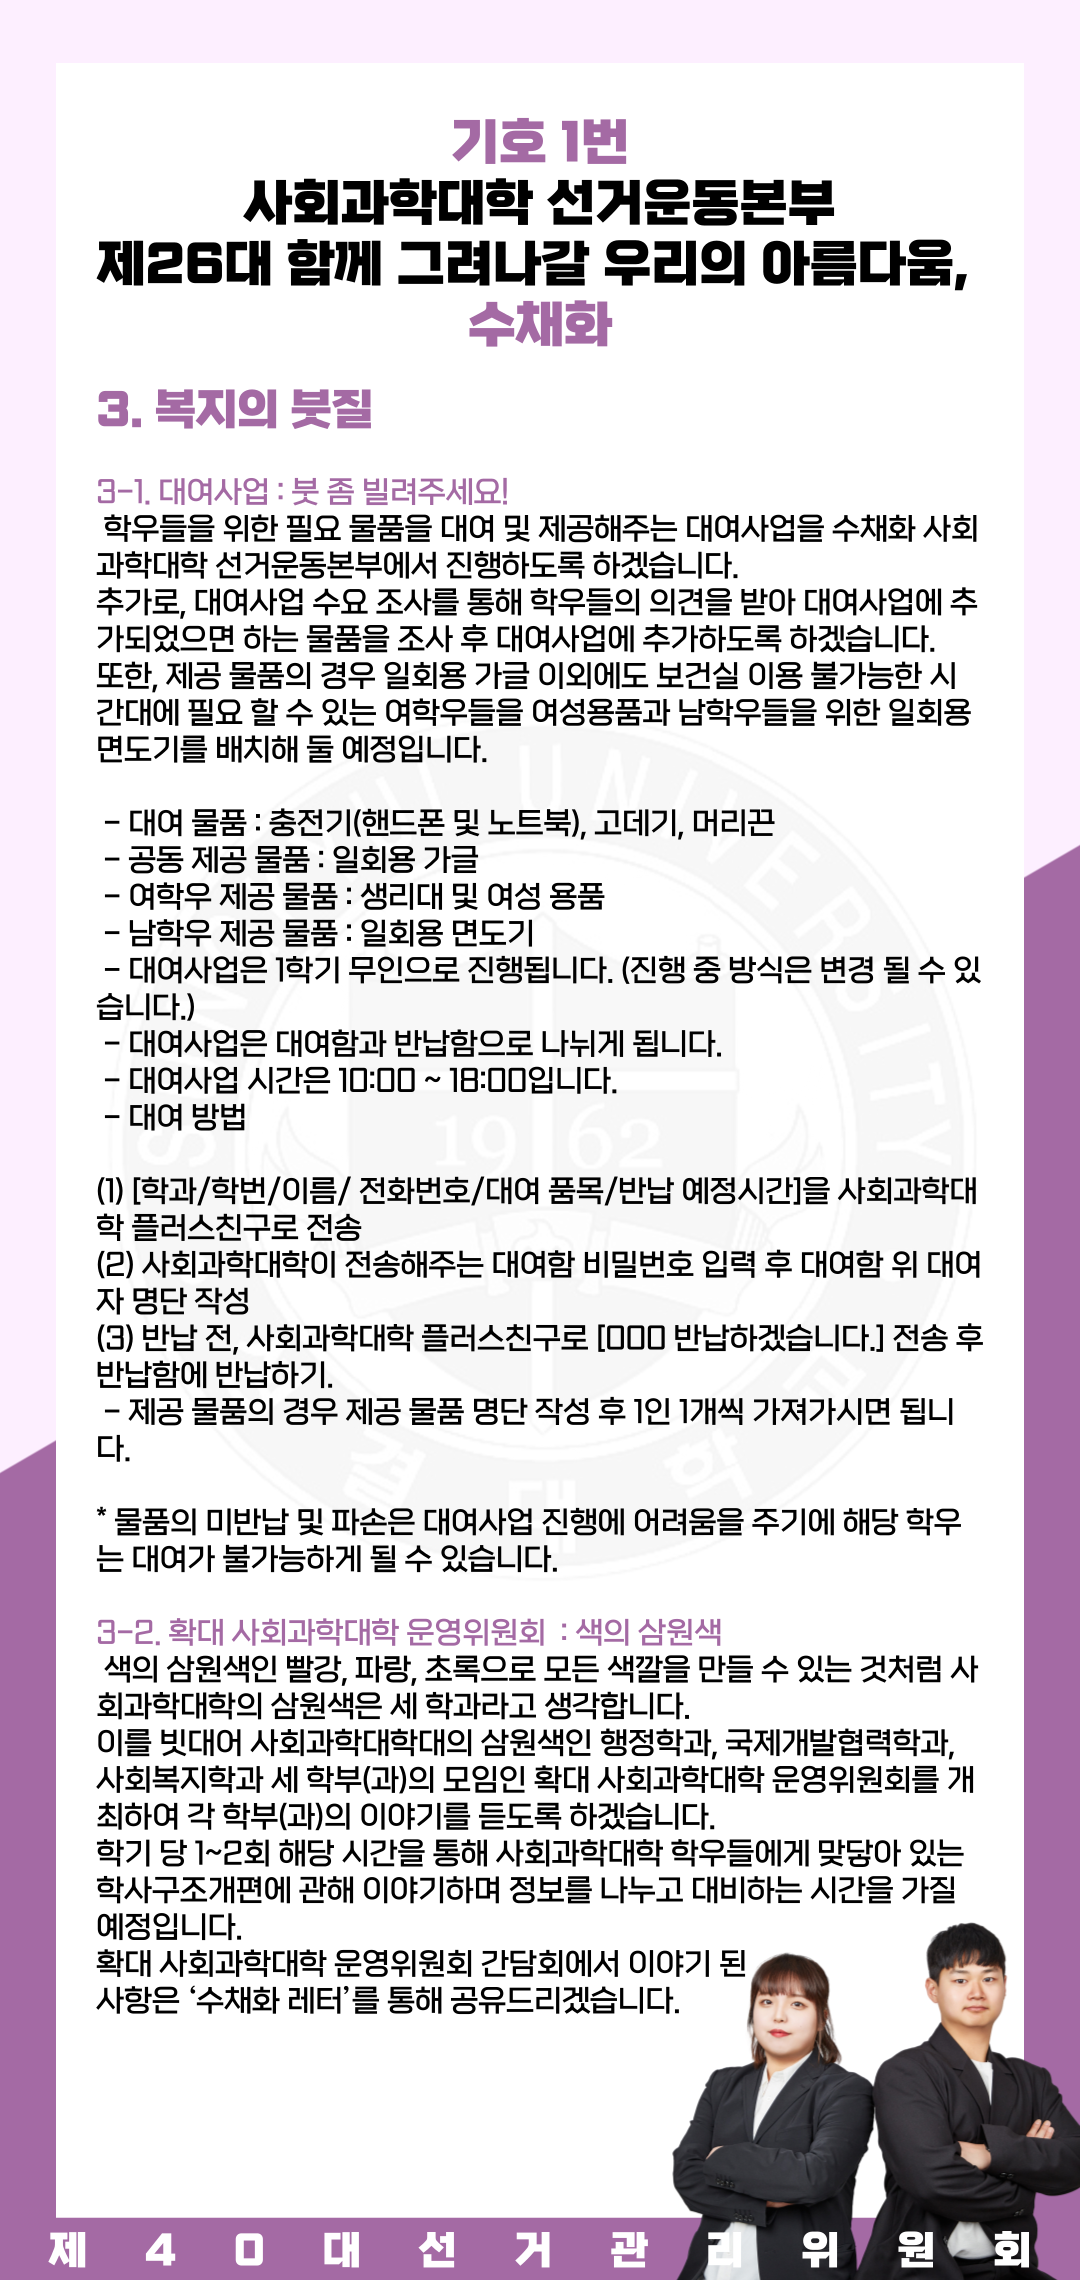 기호 1번
사회과학대학 선거운동본부
제26대 함께 그려나갈 우리의 아름다움,
수채화
3. 복지의 붓질
3-1. 대여사업 : 붓 좀 빌려주세요!
학우들을 위한 필요 물품을 대여 및 제공해주는 대여사업을 수채화 사회
과학대학 선거운동본부에서 진행하도록 하겠습니다.
추가로, 대여사업 수요 조사를 통해 학우들의 의견을 받아 대여사업에 추
가되었으면 하는 물품을 조사 후 대여사업에 추가하도록 하겠습니다.
또한, 제공 물품의 경우 일회용 가글 이외에도 보건실 이용 불가능한 시
간대에 필요 할 수 있는 여학우들을 여성용품과 남학우들을 위한 일회용
면도기를 배치해 둘 예정입니다.
- 대여 물품 : 충전기(핸드폰 및 노트북), 고데기, 머리끈
- 공동 제공 물품 : 일회용 가글
- 여학우 제공 물품 : 생리대 및 여성 용품
- 남학우 제공 물품 : 일회용 면도기
- 대여사업은 1학기 무인으로 진행됩니다. (진행 중 방식은 변경 될 수 있
습니다.)
- 대여사업은 대여함과 반납함으로 나뉘게 됩니다.
- 대여사업 시간은 10:00 ~ 18:00입니다.
- 대여 방법
(1) [학과/학번/이름/ 전화번호/대여 품목/반납 예정시간]을 사회과학대
학 플러스친구로 전송
(2) 사회과학대학이 전송해주는 대여함 비밀번호 입력 후 대여함 위 대여
자 명단 작성
(3) 반납 전, 사회과학대학 플러스친구로 [OOO 반납하겠습니다.] 전송 후
반납함에 반납하기.
- 제공 물품의 경우 제공 물품 명단 작성 후 1인 1개씩 가져가시면 됩니
다.
* 물품의 미반납 및 파손은 대여사업 진행에 어려움을 주기에 해당 학우
는 대여가 불가능하게 될 수 있습니다.
3-2. 확대 사회과학대학 운영위원회 : 색의 삼원색
색의 삼원색인 빨강, 파랑, 초록으로 모든 색깔을 만들 수 있는 것처럼 사
회과학대학의 삼원색은 세 학과라고 생각합니다.
이를 빗대어 사회과학대학대의 삼원색인 행정학과, 국제개발협력학과,
사회복지학과 세 학부(과)의 모임인 확대 사회과학대학 운영위원회를 개
최하여 각 학부(과)의 이야기를 듣도록 하겠습니다.
학기 당 1~2회 해당 시간을 통해 사회과학대학 학우들에게 맞닿아 있는
학사구조개편에 관해 이야기하며 정보를 나누고 대비하는 시간을 가질
예정입니다.
확대 사회과학대학 운영위원회 간담회에서 이야기 된
사항은 ‘수채화 레터’를 통해 공유드리겠습니다.
제40대선거관리위원회
UNIVERSITY
1962